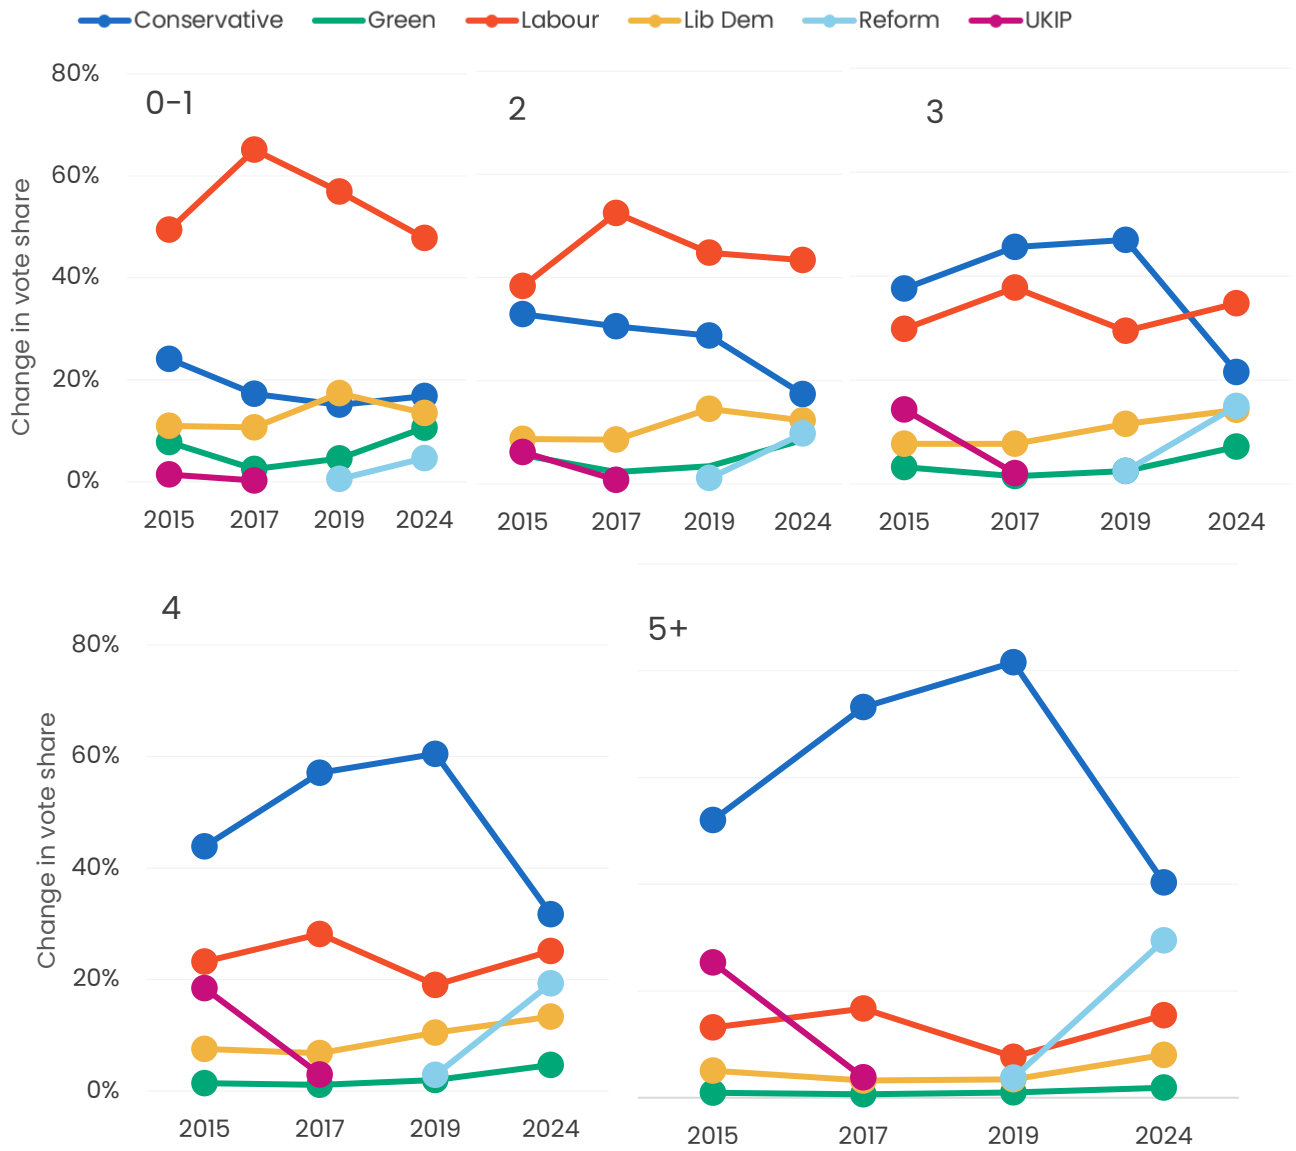 Conservative Green Labour Lib Dem Reform UKIP
80%
0-1 2 3
60%
40%
20%
0%
Change in vote share
2015 2017 2019 2024 2015 2017 2019 2024 2015 2017 2019 2024
4 5+
80%
60%
40%
20%
0%
Change in vote share
2015 2017 2019 2024 2015 2017 2019 2024